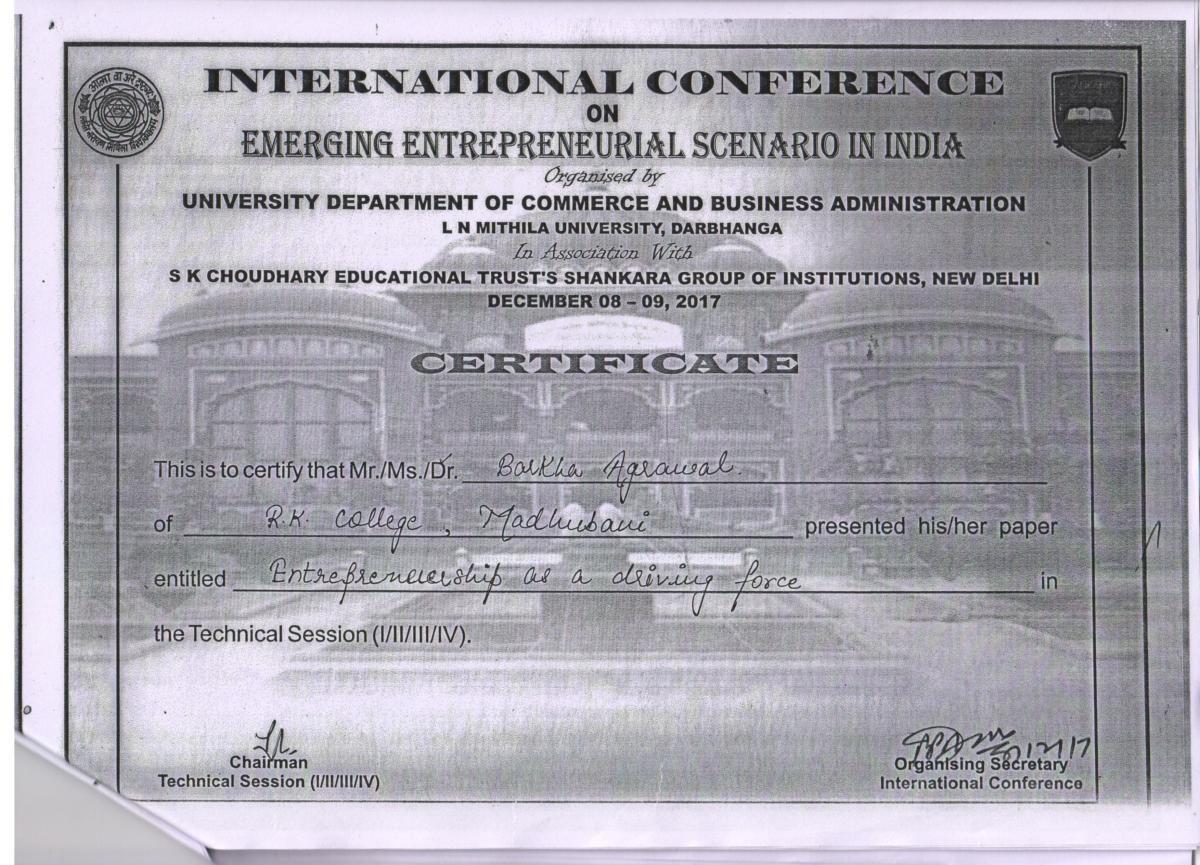 INTERNATIONAL CONFERENCE
ON
EMERGING ENTREPRENEURIAL SCENARIO IN INDIA
Organised by
UNIVERSITY DEPARTMENT OF COMMERCE AND BUSINESS ADMINISTRATION
L N MITHILA UNIVERSITY, DARBHANGA
In Association With
S K CHOUDHARY EDUCATIONAL TRUST'S SHANKARA GROUP OF INSTITUTIONS, NEW DELHI
DECEMBER 08 – 09, 2017
CERTIFICATE
This is to certify that Mr./Ms./Dr. Barkha Agrawal.
of R.K. College, Madhubani presented his/her paper
entitled Entrepreneurship as a driving force in
the Technical Session (I/II/III/IV).
Chairman
Technical Session (I/II/III/IV)
Organising Secretary
International Conference